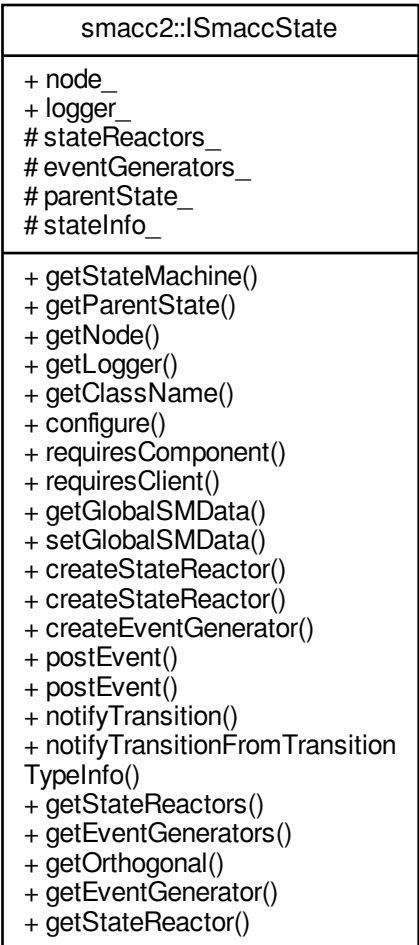 smacc2::ISmaccState
+ node_
+ logger_
# stateReactors_
# eventGenerators_
# parentState_
# stateInfo_
+ getStateMachine()
+ getParentState()
+ getNode()
+ getLogger()
+ getClassName()
+ configure()
+ requiresComponent()
+ requiresClient()
+ getGlobalSMData()
+ setGlobalSMData()
+ createStateReactor()
+ createStateReactor()
+ createEventGenerator()
+ postEvent()
+ postEvent()
+ notifyTransition()
+ notifyTransitionFromTransition
TypeInfo()
+ getStateReactors()
+ getEventGenerators()
+ getOrthogonal()
+ getEventGenerator()
+ getStateReactor()